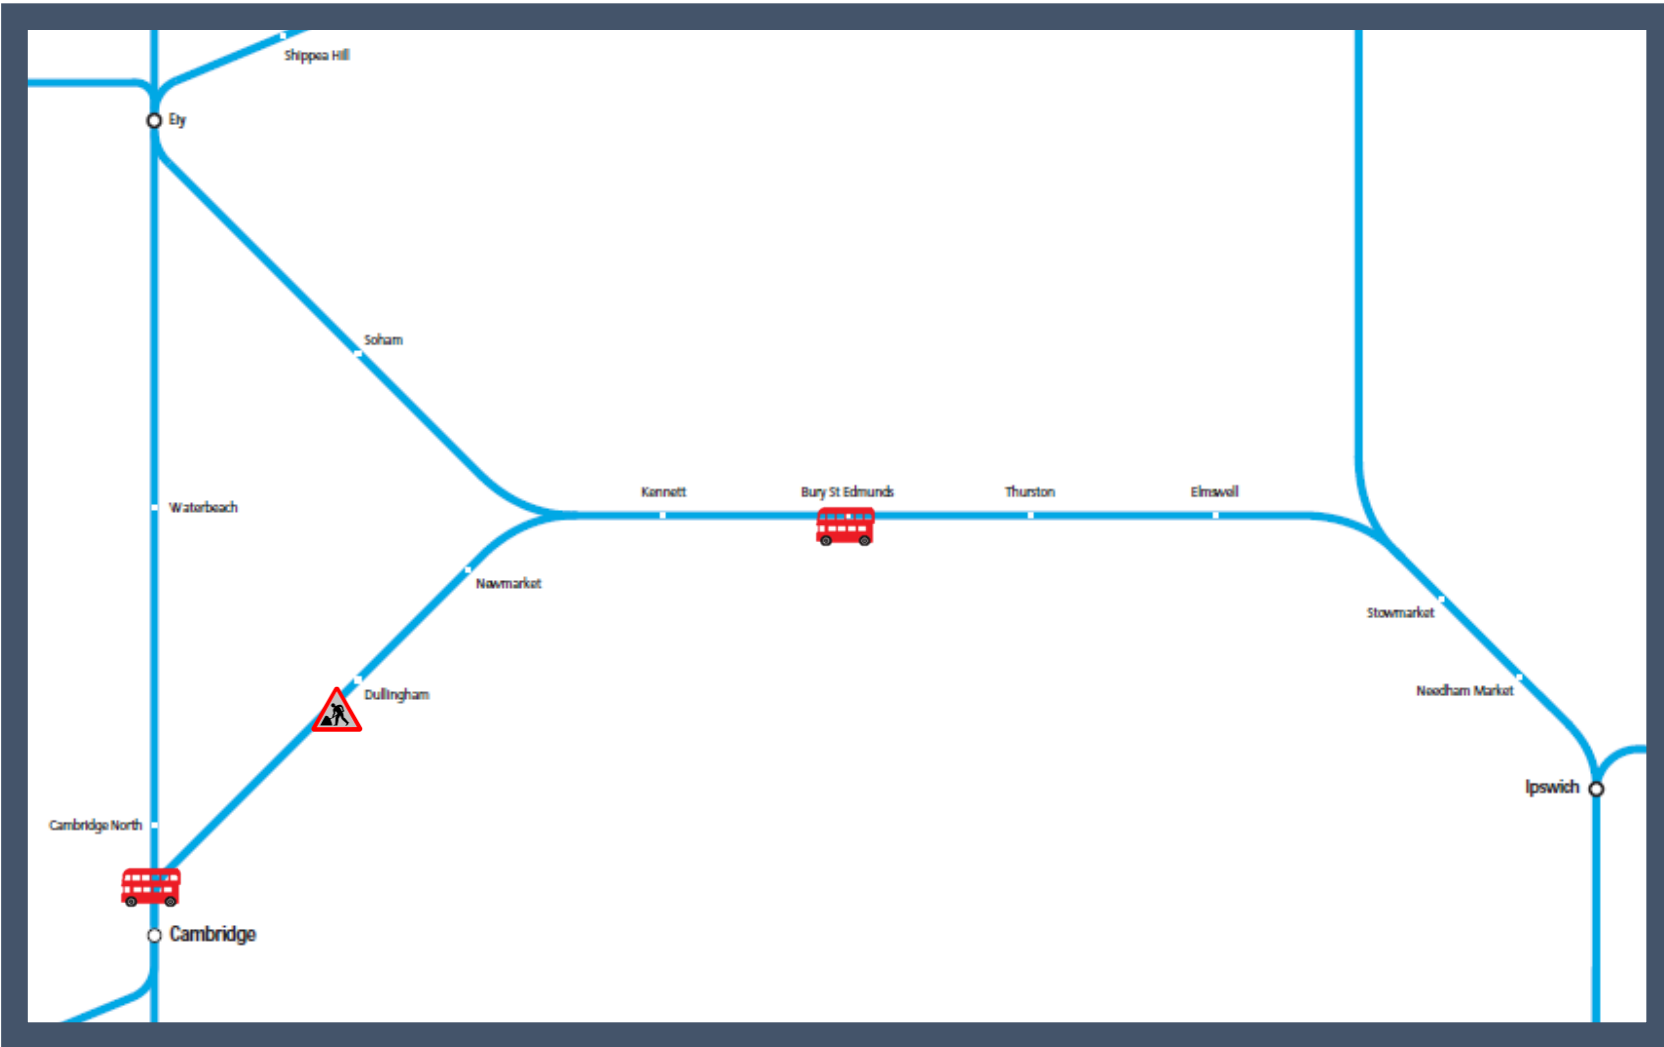 Shippea Hill
Ely
Soham
Kennett
Bury St Edmunds
Thurston
Elmswell
Waterbeach
Newmarket
Stowmarket
Dullingham
Needham Market
Ipswich
Cambridge North
Cambridge